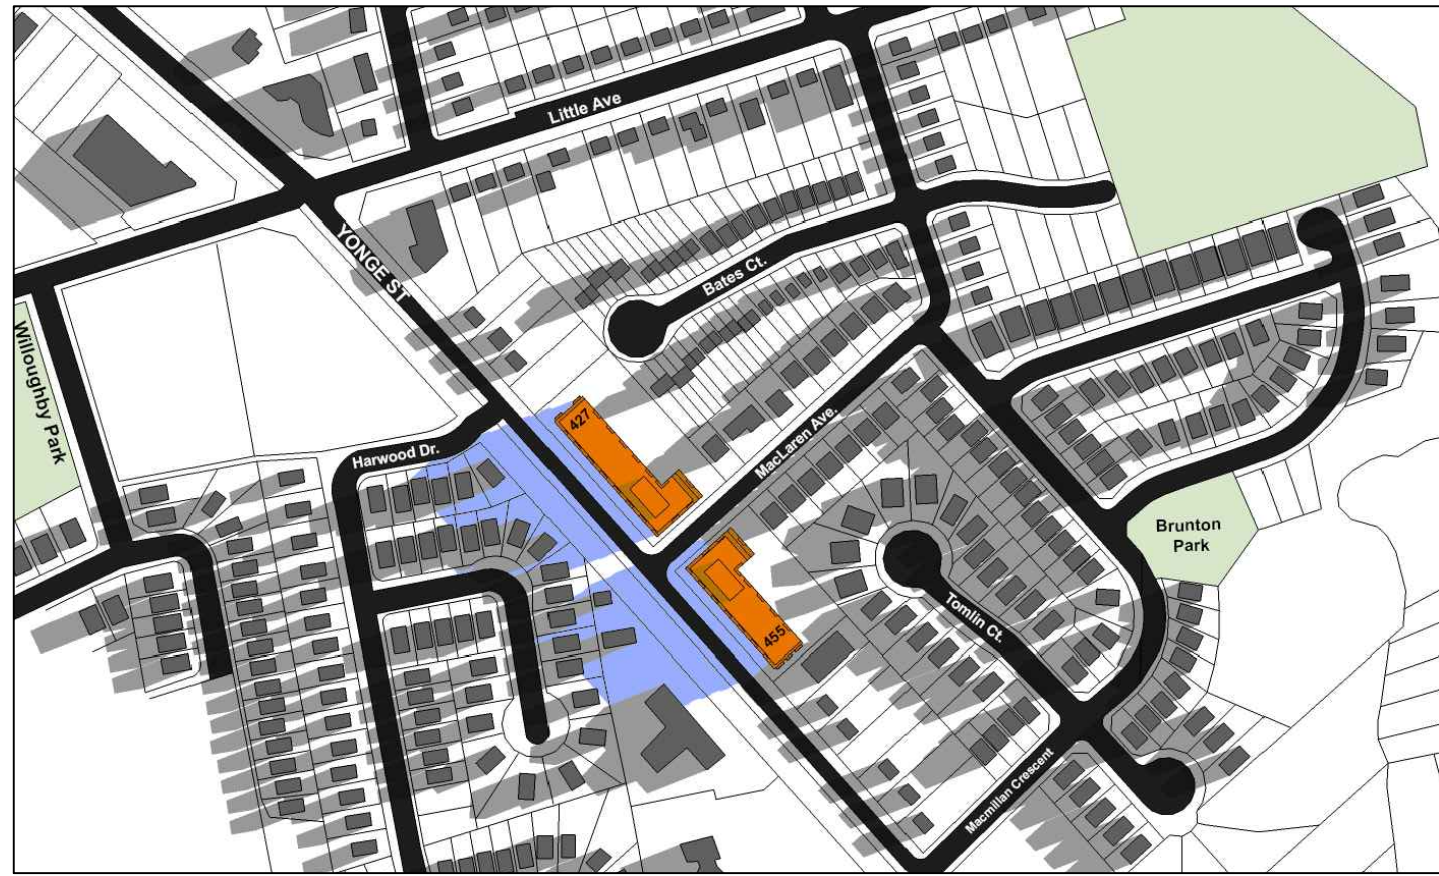 Little Ave
YONGE ST
Bates Ct.
Willoughby Park
427
MacLaren Ave.
Harwood Dr.
Brunton
Park
455
Tomlin Ct.
Macmillan Crescent